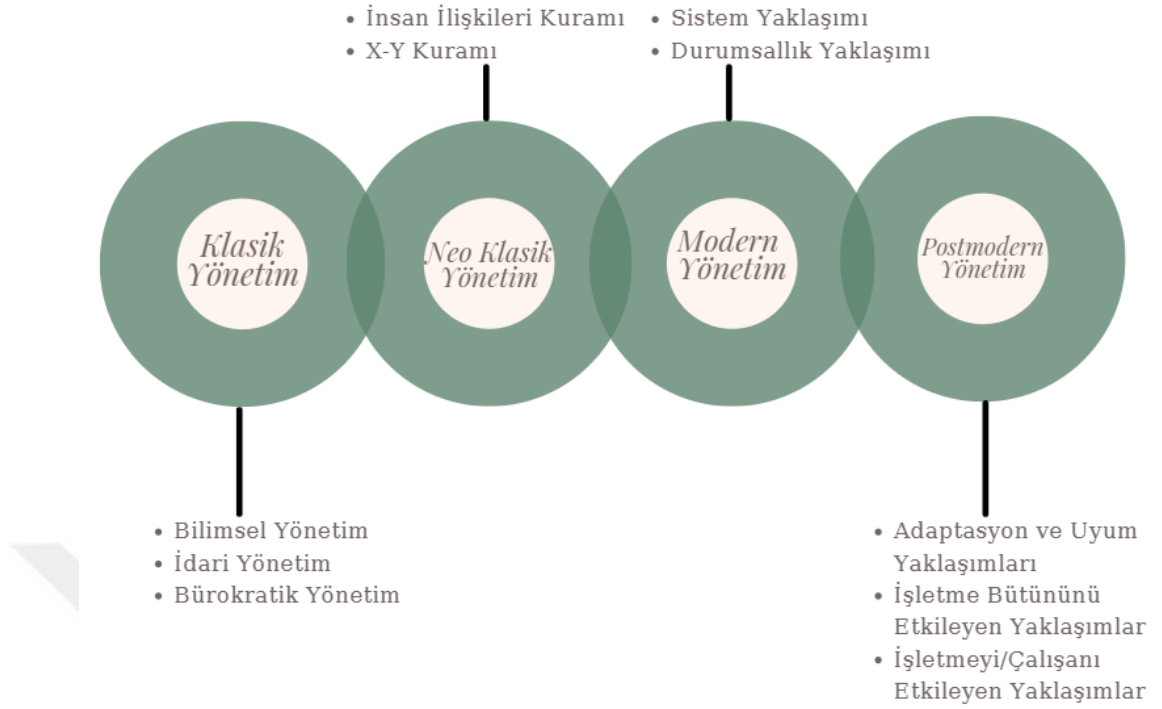 • İnsan İlişkileri Kuramı
• X-Y Kuramı
• Sistem Yaklaşımı
• Durumsallık Yaklaşımı
Klasik
Yönetim
Neo Klasik
Yönetim
Modern
Yönetim
Postmodern
Yönetim
• Bilimsel Yönetim
• İdari Yönetim
• Bürokratik Yönetim
• Adaptasyon ve Uyum
Yaklaşımları
• İşletme Bütününü
Etkileyen Yaklaşımlar
• İşletmeyi/Çalışanı
Etkileyen Yaklaşımlar